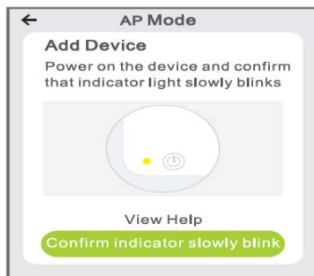 AP Mode
Add Device
Power on the device and confirm
that indicator light slowly blinks
View Help
Confirm indicator slowly blink